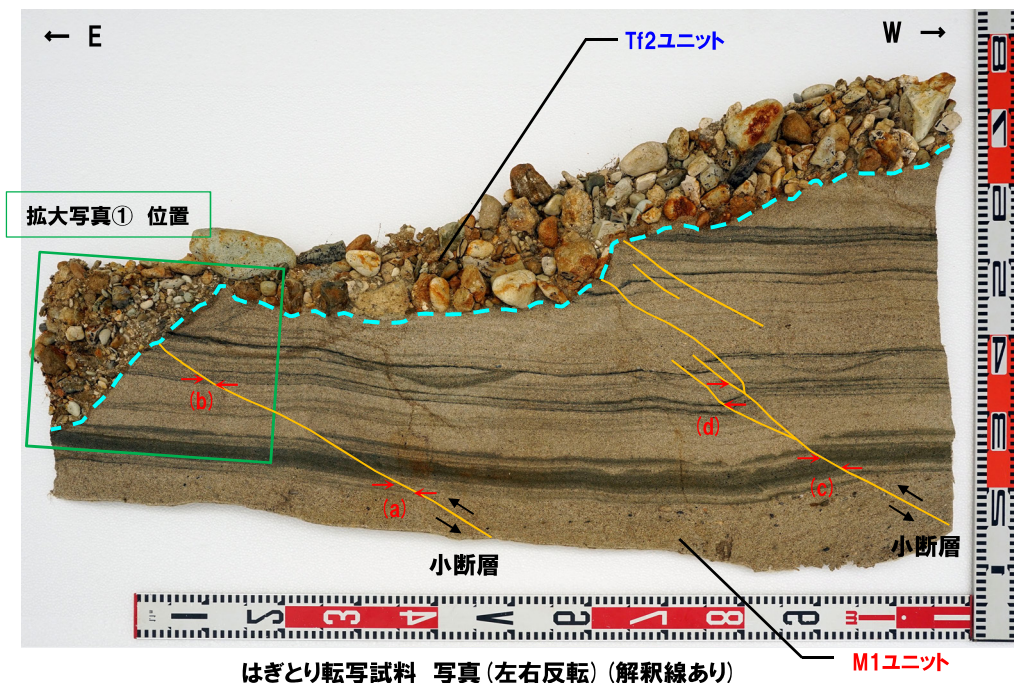 ← E
W →
Tf2ユニット
拡大写真① 位置
(b)
(d)
(a)
(c)
小断層
小断層
M1ユニット
はぎとり転写試料 写真(左右反転)(解釈線あり)